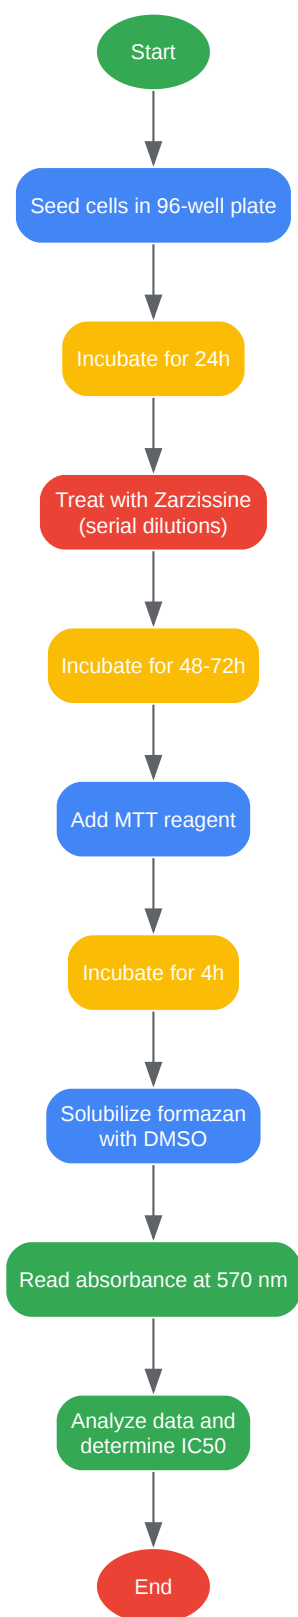 Start
Seed cells in 96-well plate
Incubate for 24h
Treat with Zarzissine
(serial dilutions)
Incubate for 48-72h
Add MTT reagent
Incubate for 4h
Solubilize formazan
with DMSO
Read absorbance at 570 nm
Analyze data and
determine IC50
End